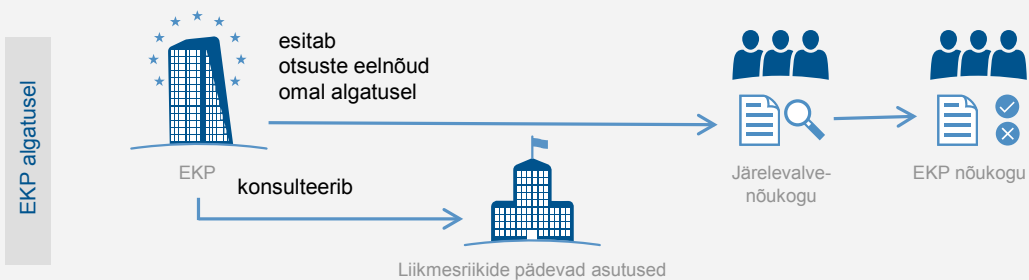 EKP algatusel
esitab
otsuste eelnõud
omal algatusel
EKP
konsulteerib
Liikmesriikide pädevad asutused
Järelevalve-
nõukogu
EKP nõukogu